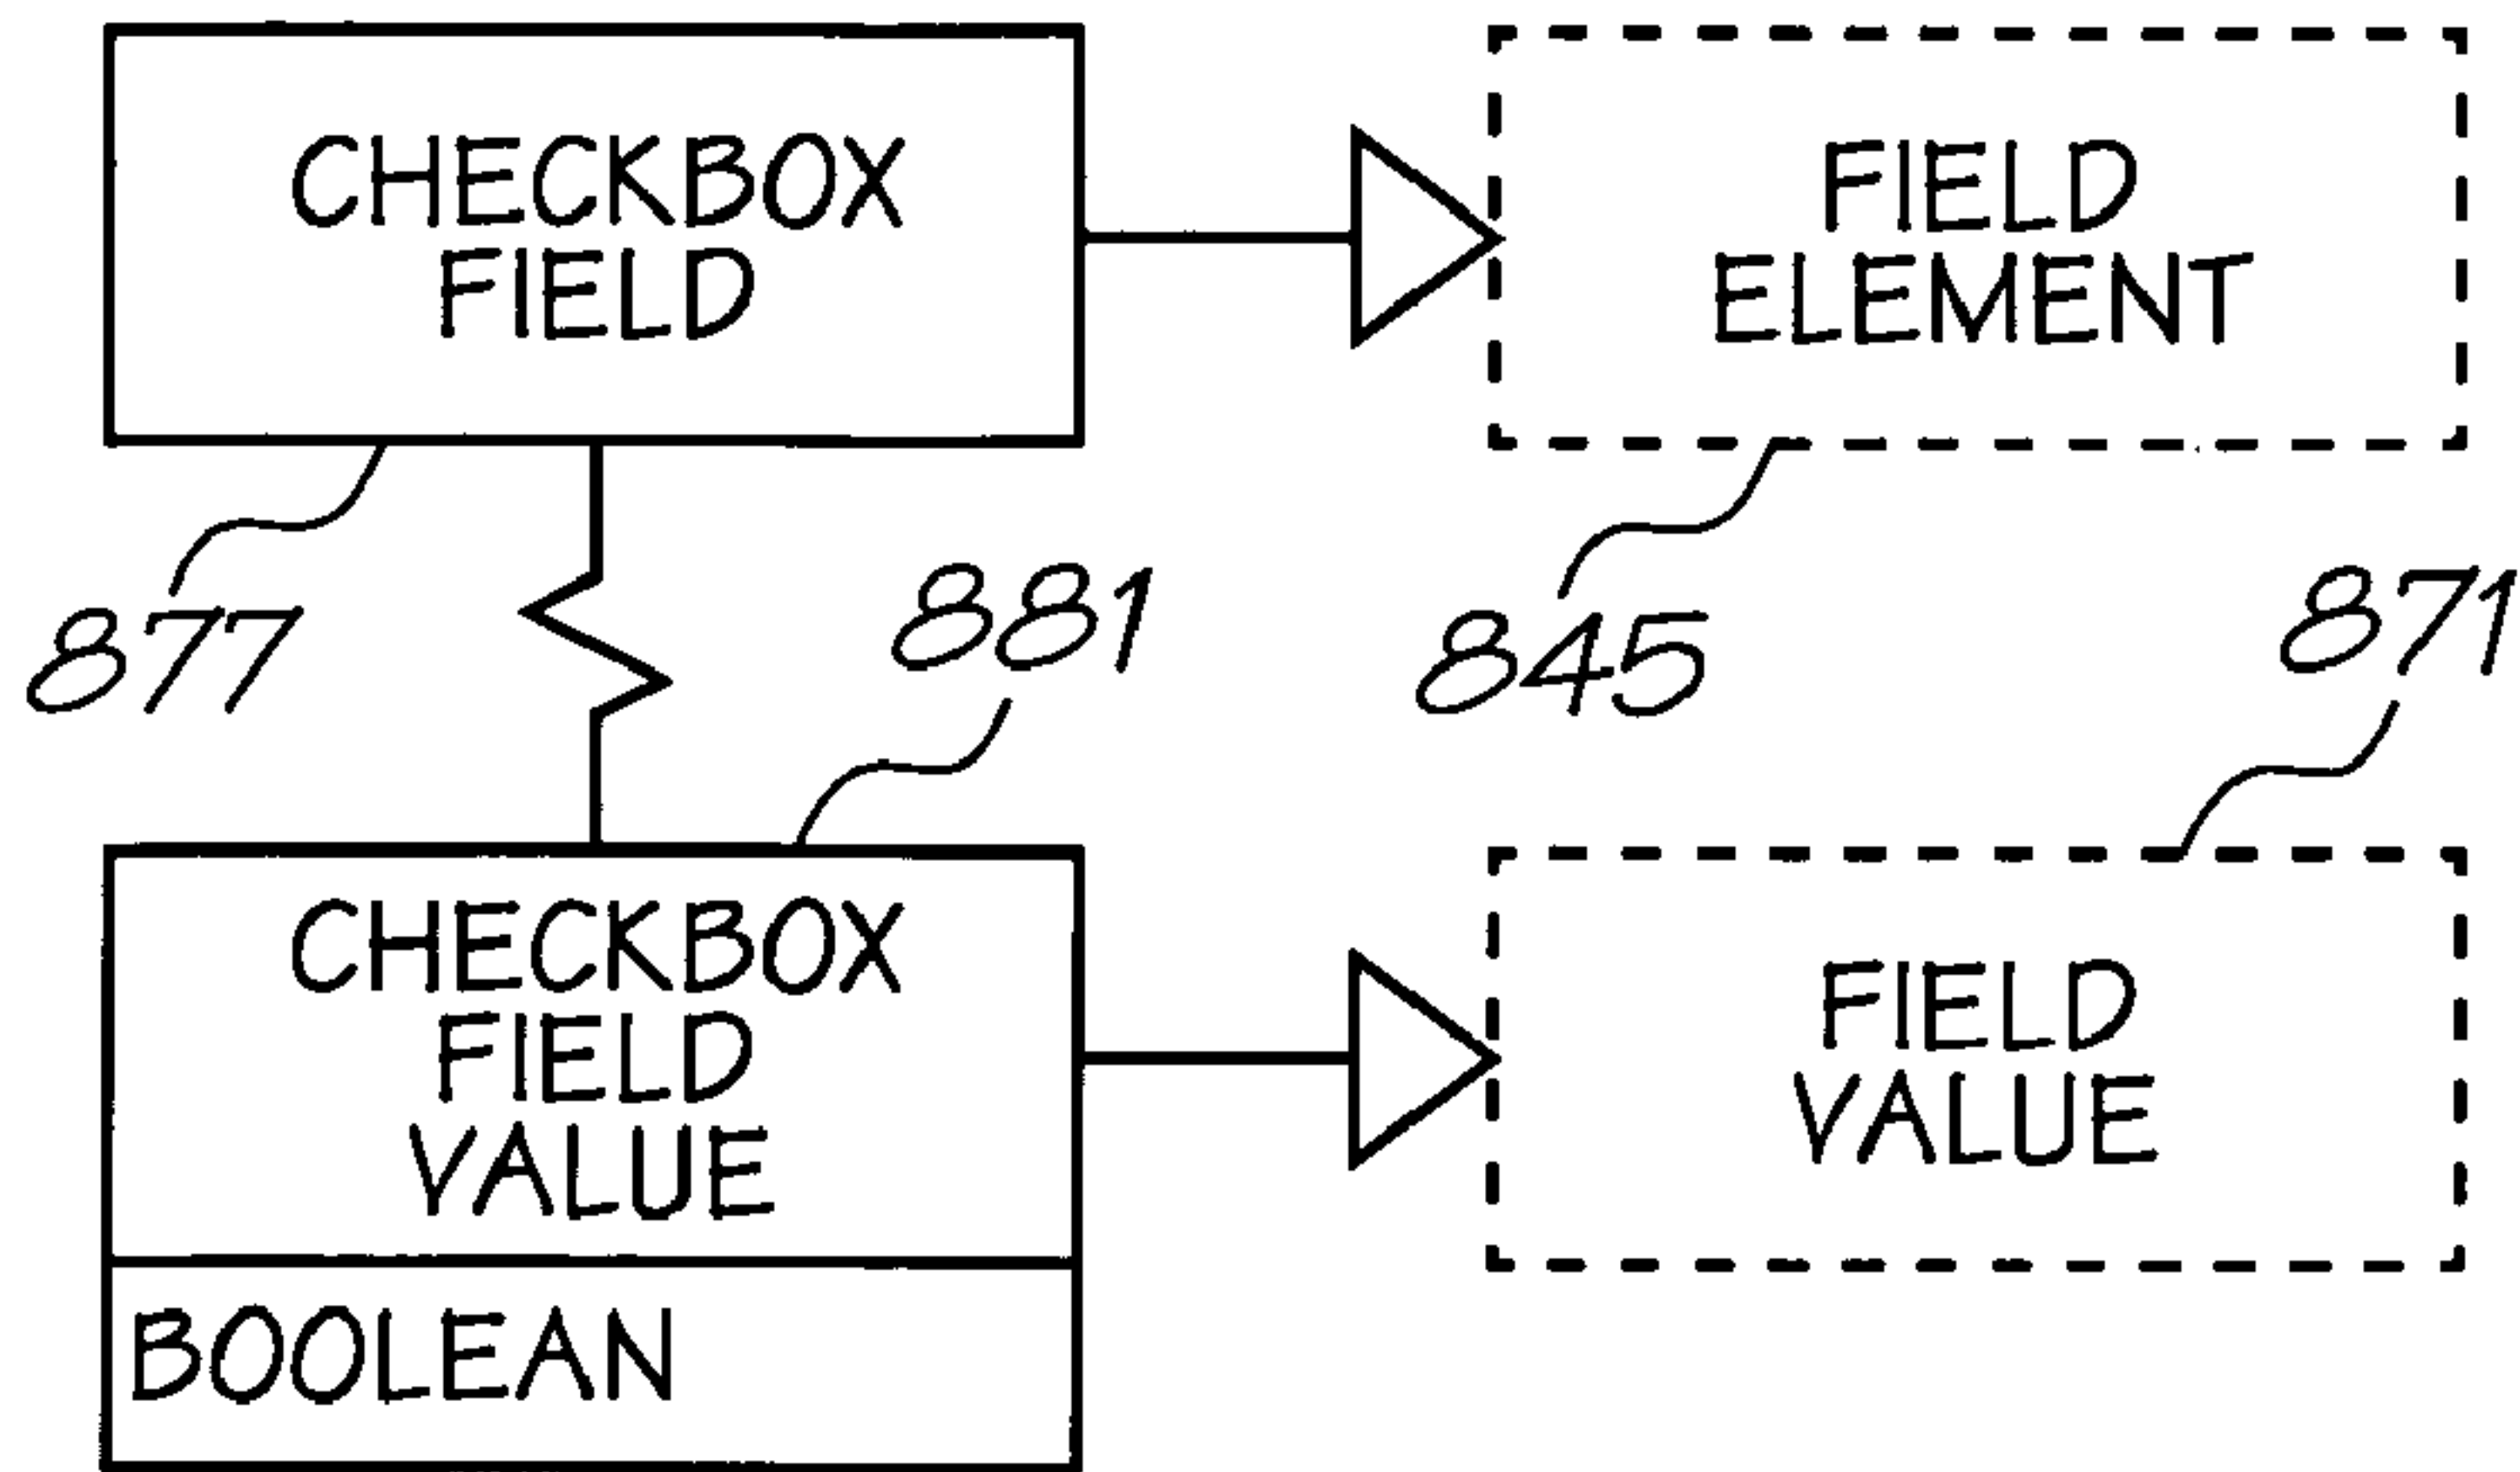 CHECKBOX
FIELD
FIELD
ELEMENT
877
881
845
871
CHECKBOX
FIELD
VALUE
BOOLEAN
FIELD
VALUE